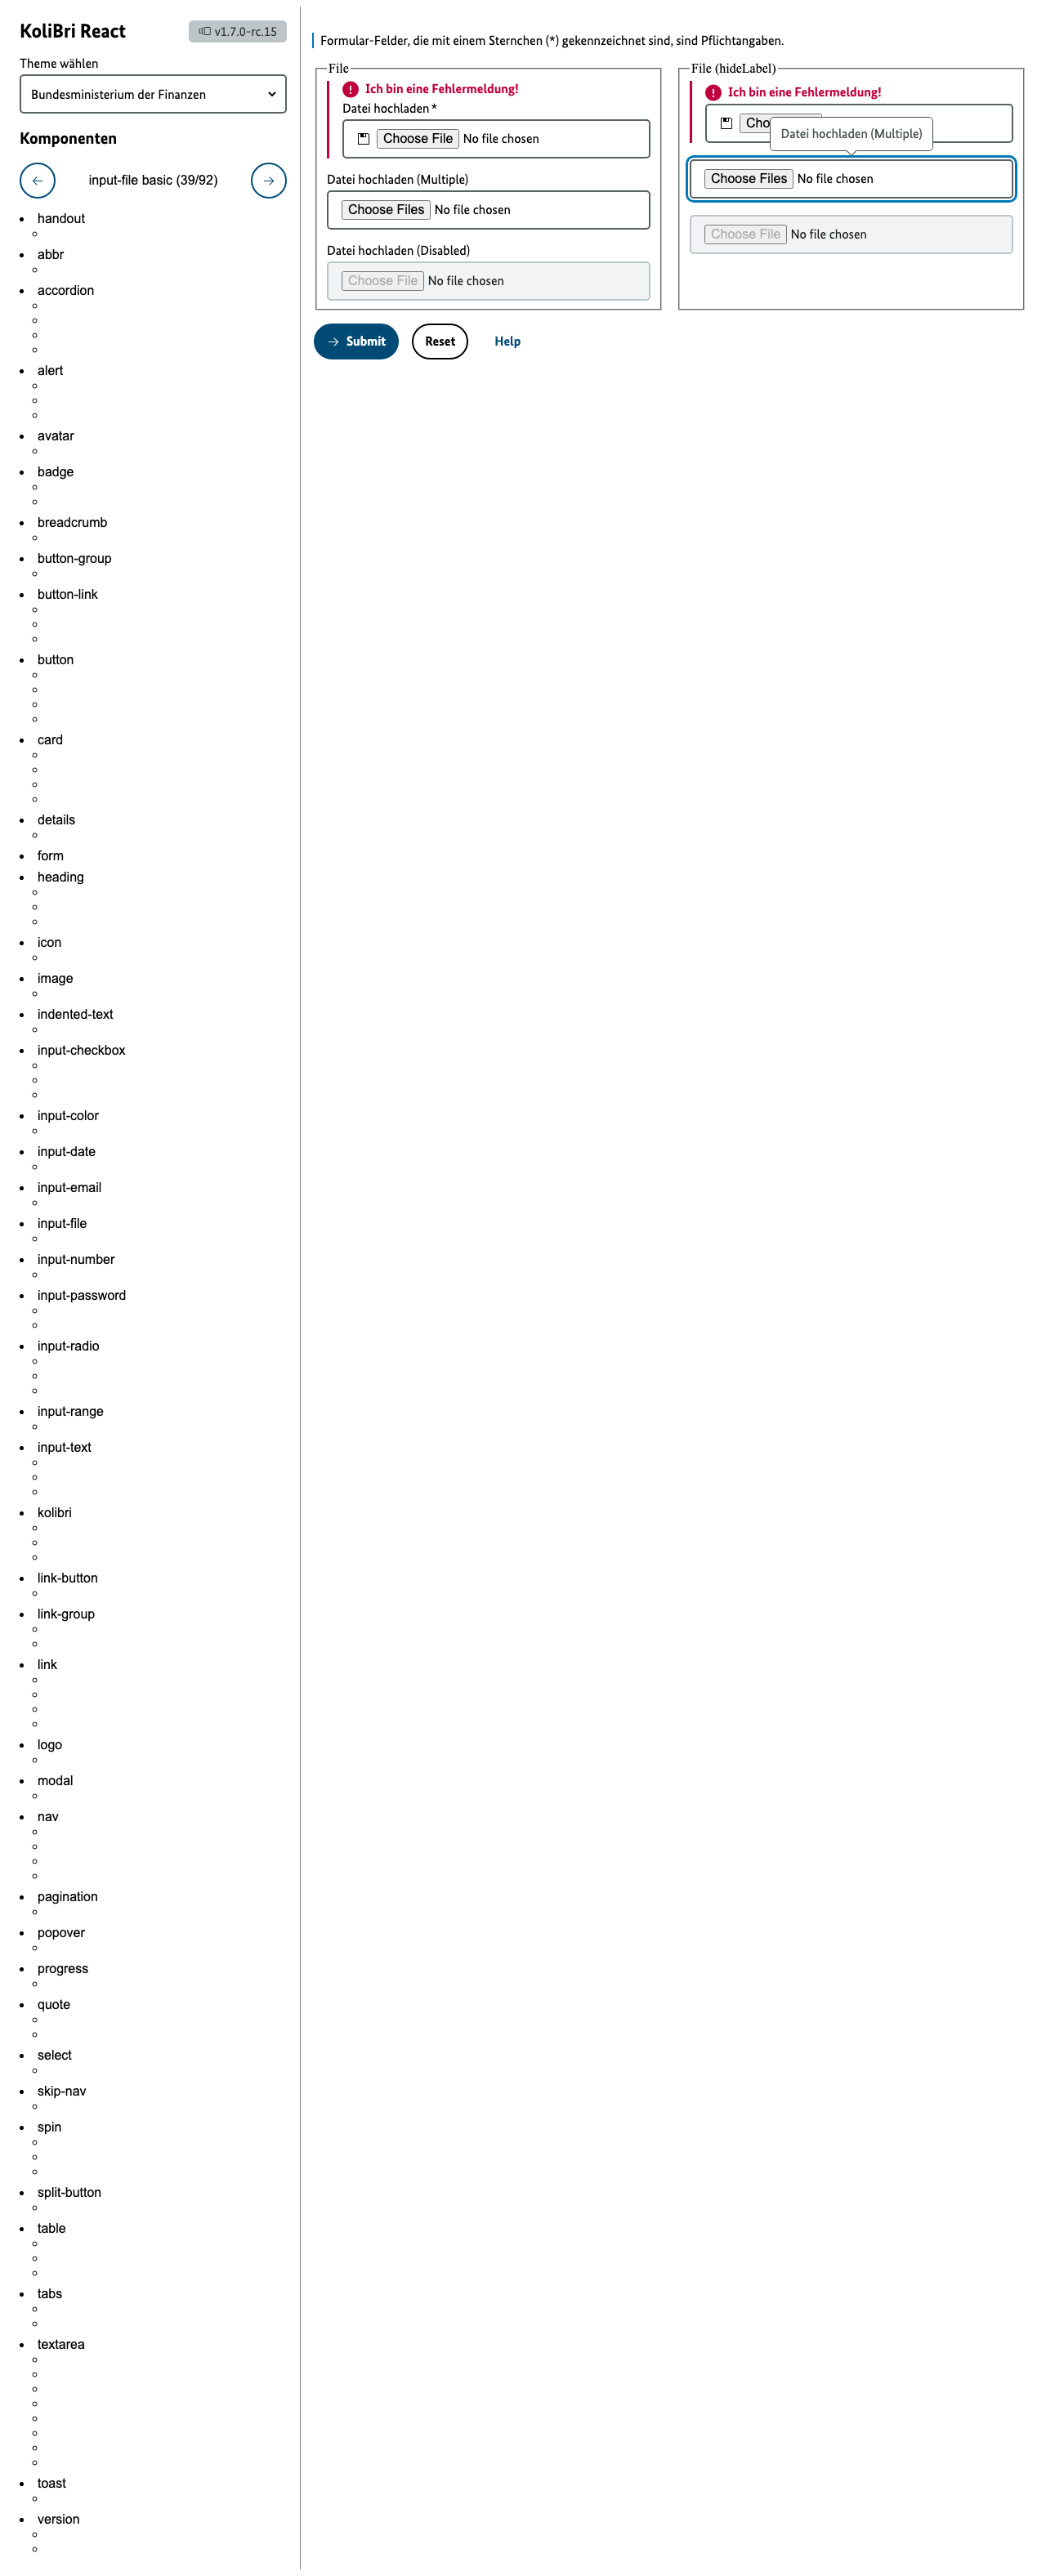 KoliBri React
v1.7.0-rc.15
Theme wählen
Bundesministerium der Finanzen
Komponenten
input-file basic (39/92)
handout
abbr
accordion
alert
avatar
badge
breadcrumb
button-group
button-link
button
card
details
form
heading
icon
image
indented-text
input-checkbox
input-color
input-date
input-email
input-file
input-number
input-password
input-radio
input-range
input-text
kolibri
link-button
link-group
link
logo
modal
nav
pagination
popover
progress
quote
select
skip-nav
spin
split-button
table
tabs
textarea
toast
version
Formular-Felder, die mit einem Sternchen (*) gekennzeichnet sind, sind Pflichtangaben.
File
Ich bin eine Fehlermeldung!
Datei hochladen *
Choose File No file chosen
Datei hochladen (Multiple)
Choose Files No file chosen
Datei hochladen (Disabled)
Choose File No file chosen
File (hideLabel)
Ich bin eine Fehlermeldung!
Datei hochladen (Multiple)
Choose Files No file chosen
Choose File No file chosen
Submit
Reset
Help